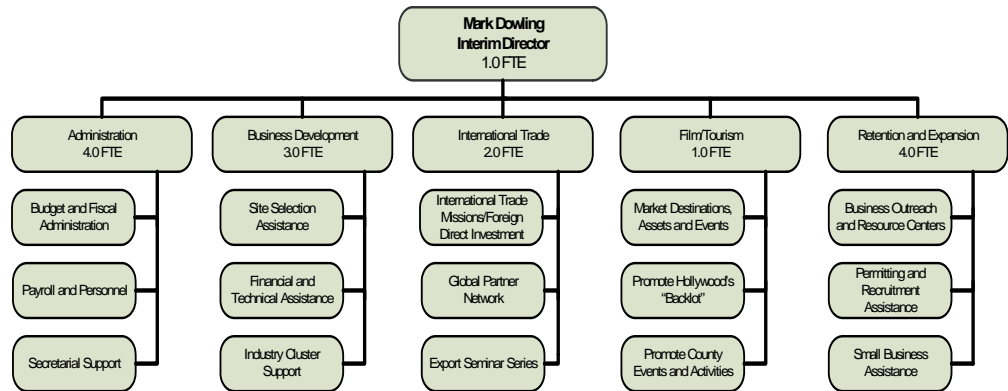 Mark Dowling
Interim Director
1.0 FTE
Administration
4.0 FTE
Business Development
3.0 FTE
International Trade
2.0 FTE
Film/Tourism
1.0 FTE
Retention and Expansion
4.0 FTE
Budget and Fiscal
Administration
Site Selection
Assistance
International Trade
Missions/Foreign
Direct Investment
Market Destinations,
Assets and Events
Business Outreach
and Resource Centers
Payroll and Personnel
Financial and
Technical Assistance
Global Partner
Network
Promote Hollywood's
"Backlot"
Permitting and
Recruitment
Assistance
Secretarial Support
Industry Cluster
Support
Export Seminar Series
Promote County
Events and Activities
Small Business
Assistance